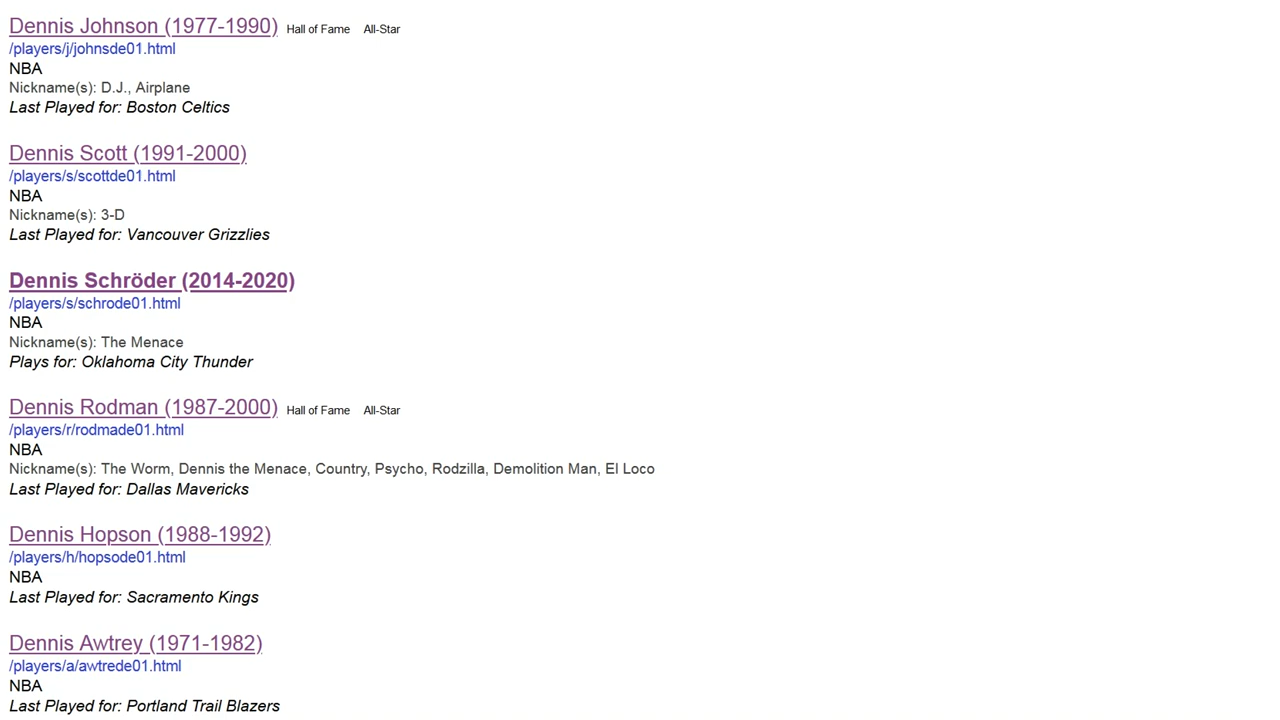 Dennis Johnson (1977-1990) Hall of Fame All-Star
/players/j/johnsde01.html
NBA
Nickname(s): D.J., Airplane
Last Played for: Boston Celtics
Dennis Scott (1991-2000)
/players/s/scottde01.html
NBA
Nickname(s): 3-D
Last Played for: Vancouver Grizzlies
Dennis Schröder (2014-2020)
/players/s/schrode01.html
NBA
Nickname(s): The Menace
Plays for: Oklahoma City Thunder
Dennis Rodman (1987-2000) Hall of Fame All-Star
/players/r/rodmade01.html
NBA
Nickname(s): The Worm, Dennis the Menace, Country, Psycho, Rodzilla, Demolition Man, El Loco
Last Played for: Dallas Mavericks
Dennis Hopson (1988-1992)
/players/h/hopsode01.html
NBA
Last Played for: Sacramento Kings
Dennis Awtrey (1971-1982)
/players/a/awtrede01.html
NBA
Last Played for: Portland Trail Blazers